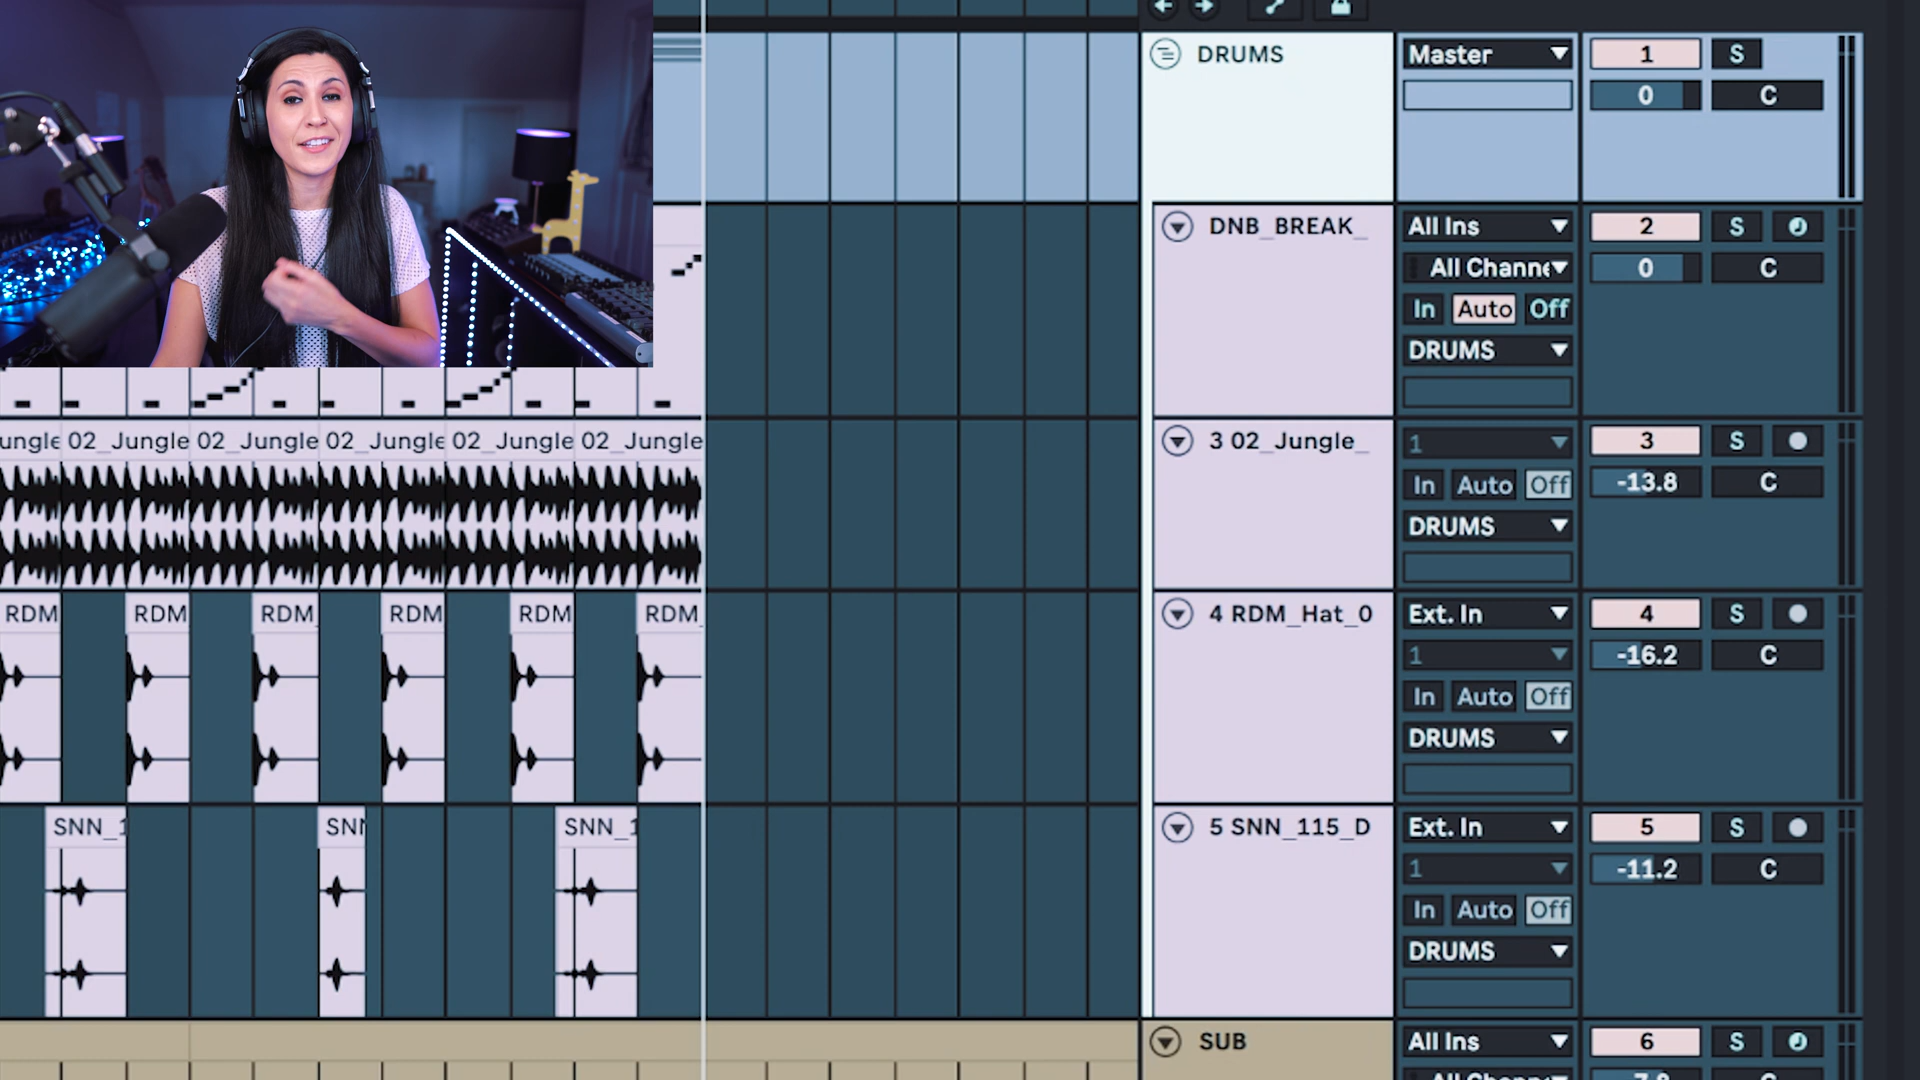 DRUMS
Master
1
S
0
C
DNB_BREAK_
All Ins
2
S
All Channe
0
C
In Auto Off
DRUMS
ungle 02_Jungle 02_Jungle 02_Jungle 02_Jungle 02_Jungle
3 02_Jungle_
1
3
S
In Auto Off
-13.8
C
DRUMS
RDM RDM RDM_ RDM RDM RDM_
4 RDM_Hat_0
Ext. In
4
S
1
-16.2
C
In Auto Off
DRUMS
SNN_1 SNN SNN_1
5 SNN_115_D
Ext. In
5
S
1
-11.2
C
In Auto Off
DRUMS
SUB
All Ins
6
S